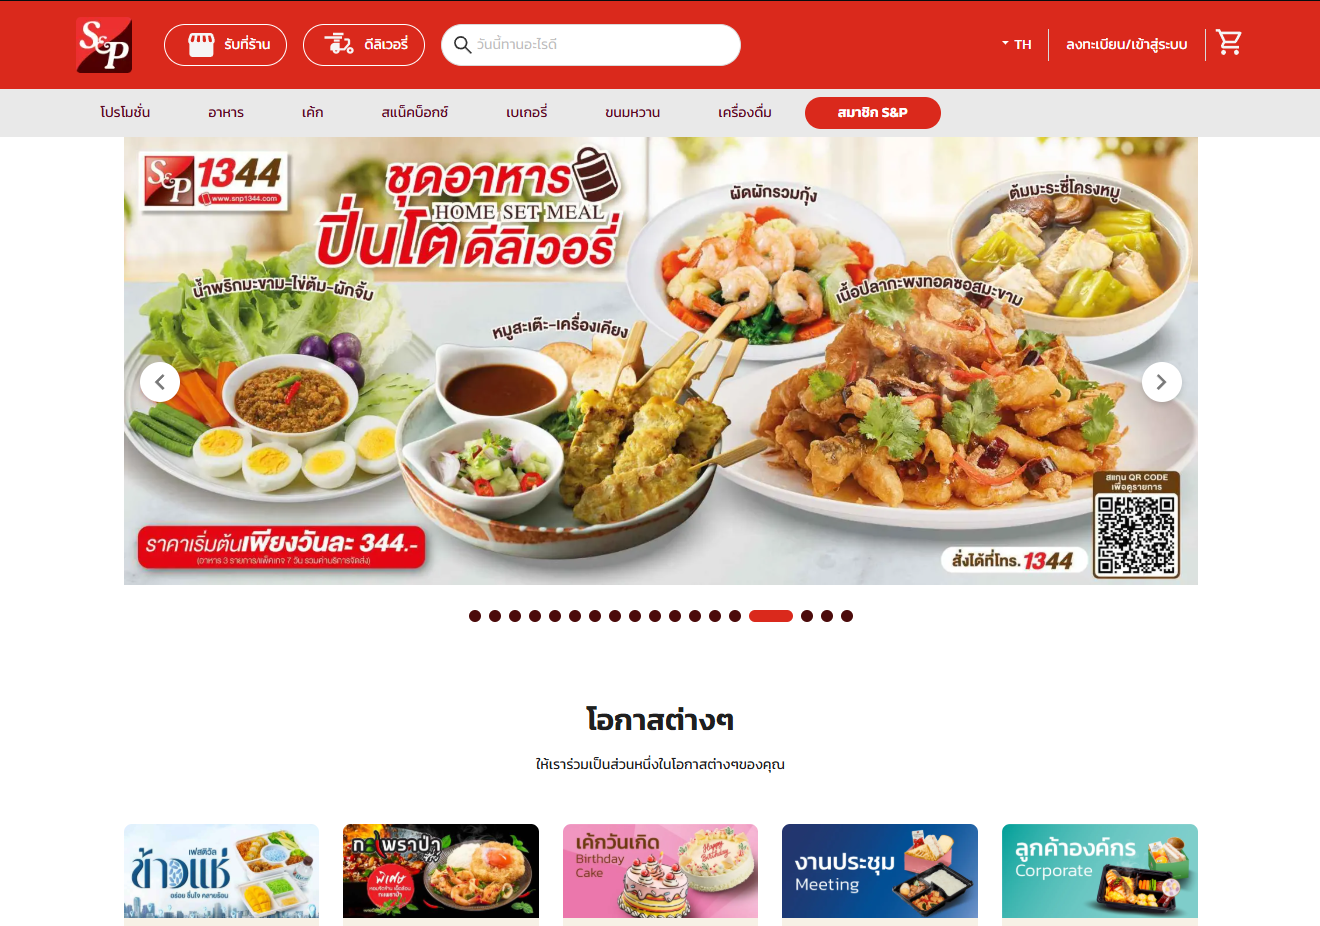 S&P
รับที่ร้าน
ดีลิเวอรี่
วันนี้ทานอะไรดี
TH
ลงทะเบียน/เข้าสู่ระบบ
โปรโมชั่น
อาหาร
เค้ก
สแน็คบ็อกซ์
เบเกอรี่
ขนมหวาน
เครื่องดื่ม
สมาชิก S&P
S&P 1344
www.snp1344.com
ชุดอาหาร
HOME SET MEAL
ปิ่นโตดีลิเวอรี่
ผัดผักรวมกุ้ง
ต้มมะระซี่โครงหมู
น้ำพริกมะขาม-ไข่ต้ม-ผักจิ้ม
หมูสะเต๊ะ-เครื่องเคียง
เนื้อปลากะพงทอดซอสมะขาม
สแกน QR CODE
เพื่อดูรายการ
ราคาเริ่มต้นเพียงวันละ 344.-
(อาหาร 3 รายการ/แพ็คเกจ 7 วัน รวมค่าบริการจัดส่ง)
สั่งได้ที่โทร. 1344
โอกาสต่างๆ
ให้เราร่วมเป็นส่วนหนึ่งในโอกาสต่างๆของคุณ
เฟสติวัล
ข้าวแช่
อร่อย ชื่นใจ คลายร้อน
กะเพราป่า
พิเศษ
เค้กวันเกิด
Birthday
Cake
Happy
Birthday
งานประชุม
Meeting
ลูกค้าองค์กร
Corporate